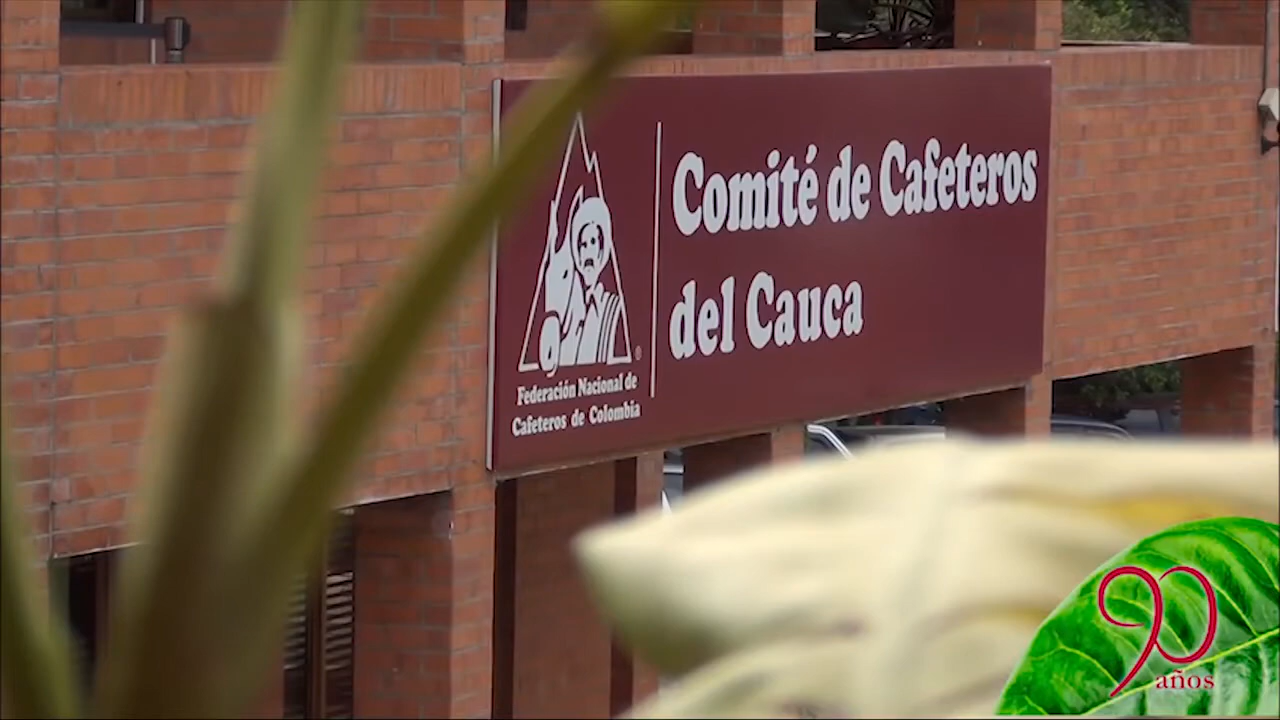 Comité de Cafeteros
del Cauca
Federación Nacional de
Cafeteros de Colombia
®
90
años